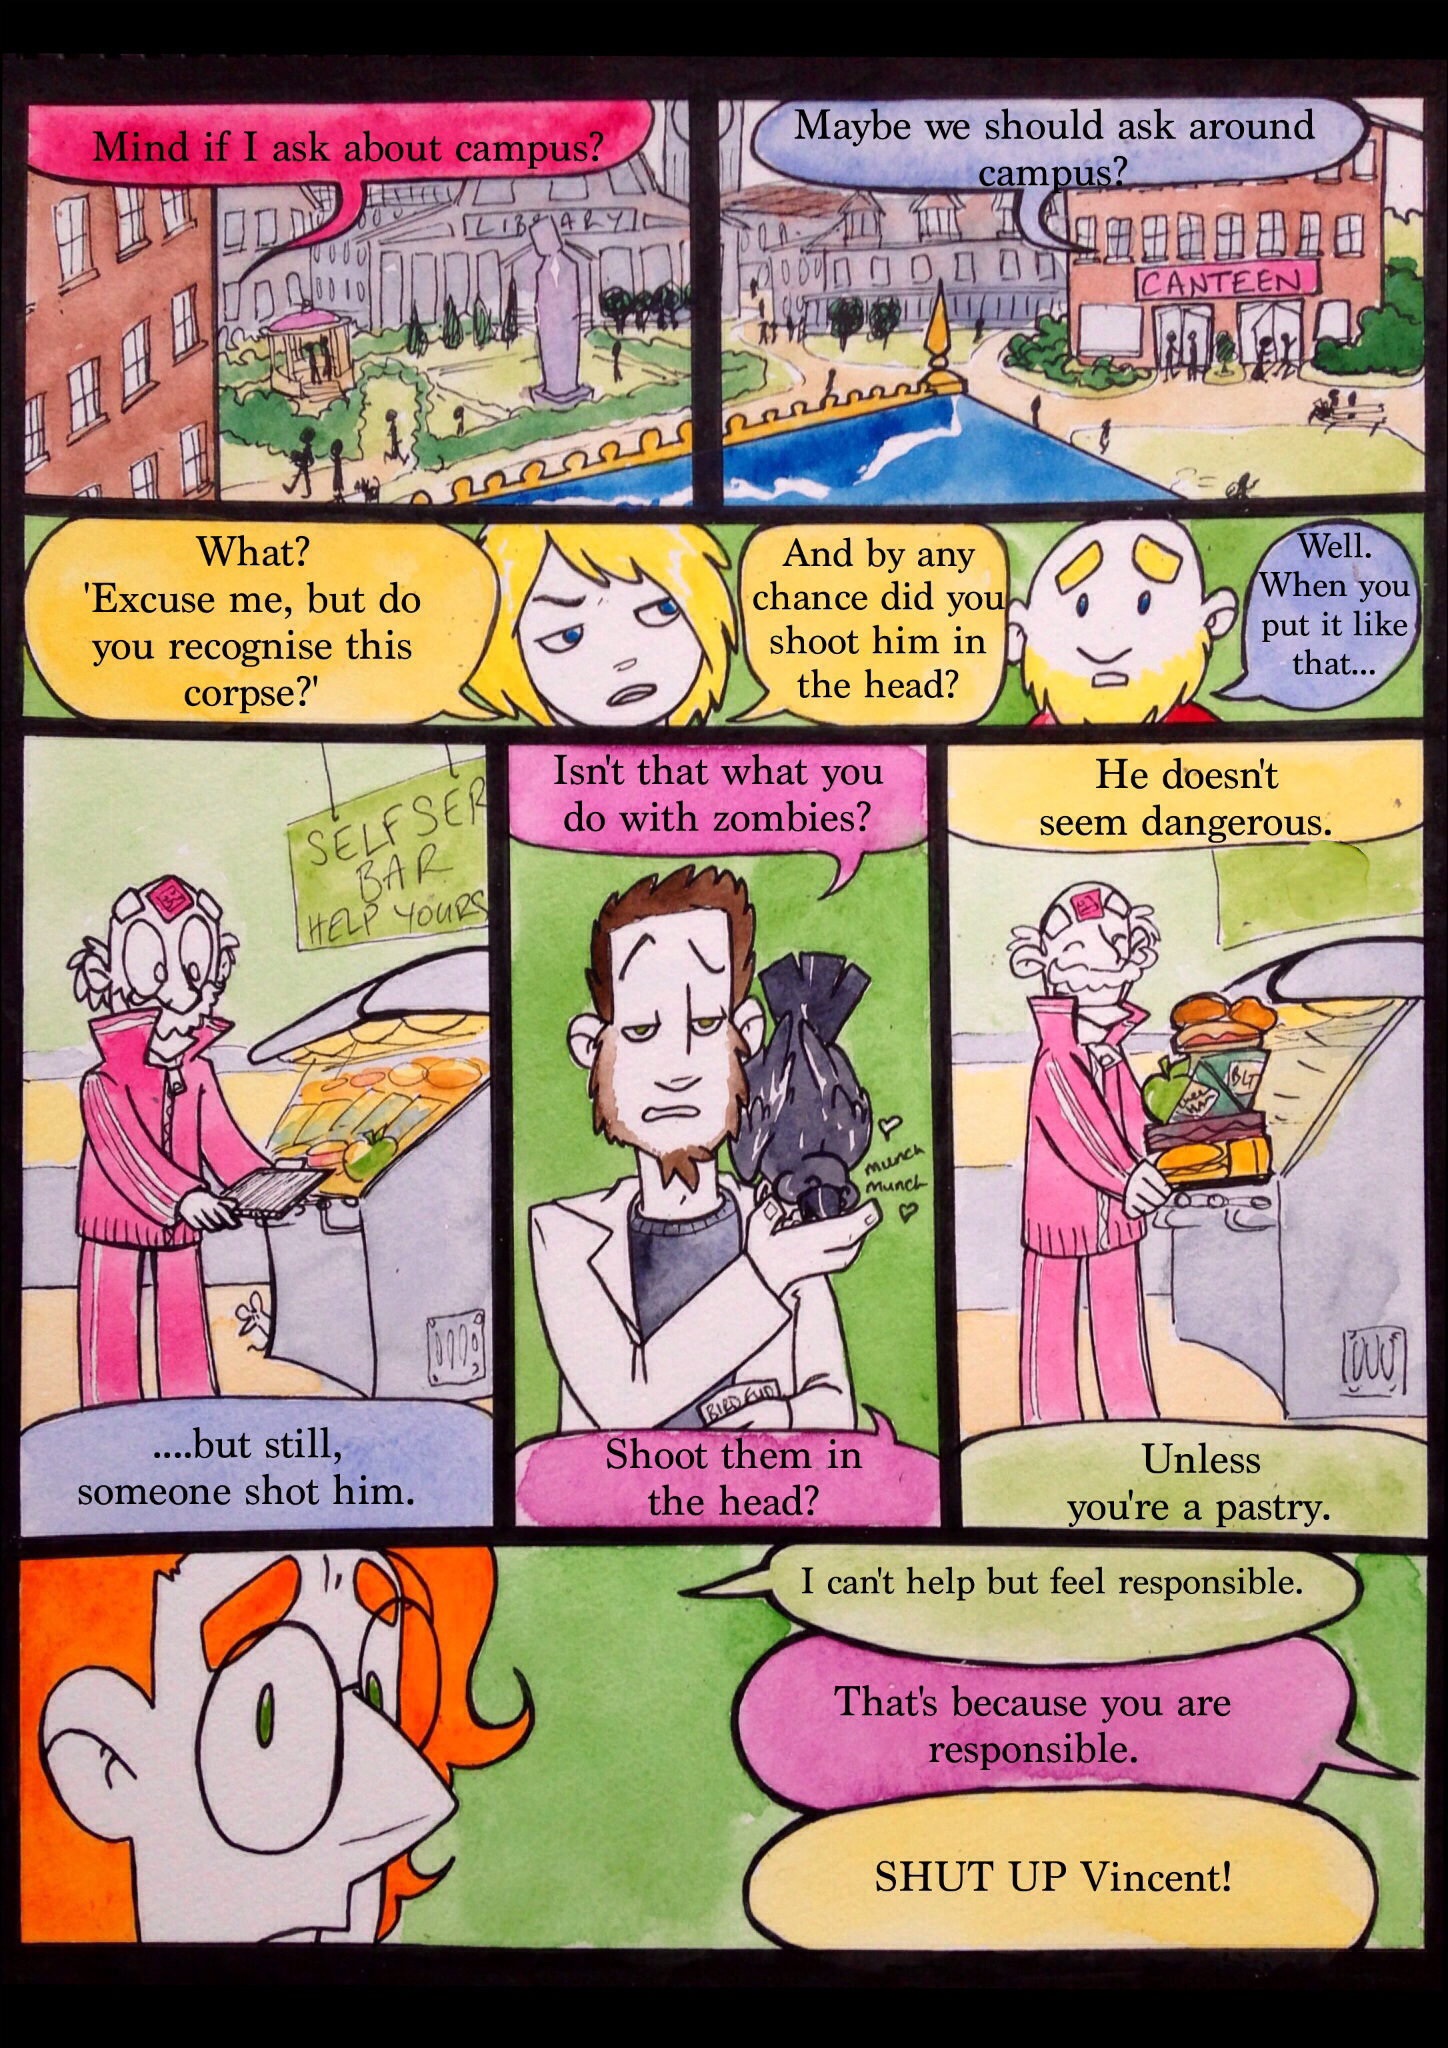 Mind if I ask about campus?
LIBRARY
Maybe we should ask around
campus?
CANTEEN
What?
'Excuse me, but do
you recognise this
corpse?'
And by any
chance did you
shoot him in
the head?
Well.
When you
put it like
that...
SELF SER
BAR
HELP YOURS
....but still,
someone shot him.
Isn't that what you
do with zombies?
munch
munch
BIRD FUD
Shoot them in
the head?
He doesn't
seem dangerous.
BLT
Unless
you're a pastry.
I can't help but feel responsible.
That's because you are
responsible.
SHUT UP Vincent!